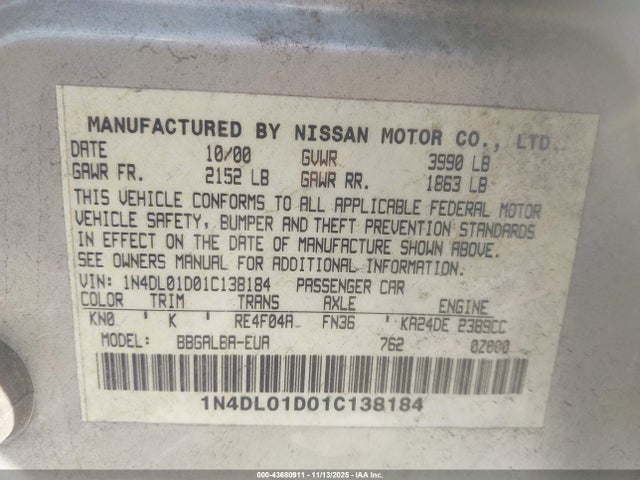 MANUFACTURED BY NISSAN MOTOR CO., LTD.
DATE 10/00 GVWR 3990 LB
GAWR FR. 2152 LB GAWR RR. 1863 LB
THIS VEHICLE CONFORMS TO ALL APPLICABLE FEDERAL MOTOR
VEHICLE SAFETY, BUMPER AND THEFT PREVENTION STANDARDS
IN EFFECT ON THE DATE OF MANUFACTURE SHOWN ABOVE.
SEE OWNERS MANUAL FOR ADDITIONAL INFORMATION.
VIN: 1N4DL01D01C138184 PASSENGER CAR
COLOR TRIM TRANS AXLE ENGINE
KN0 ' K ' RE4F04A FN36 ' KA24DE 2389CC
MODEL: BBGALBA-EUA 762 0Z800
1N4DL01D01C138184
000-43680911 - 11/13/2025 - IAA Inc.